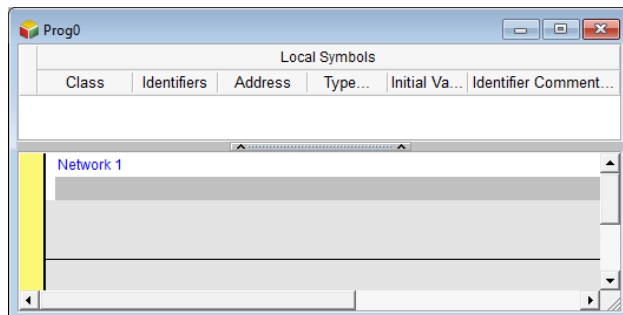 Prog0
Local Symbols
Class Identifiers Address Type... Initial Va... Identifier Comment...
Network 1